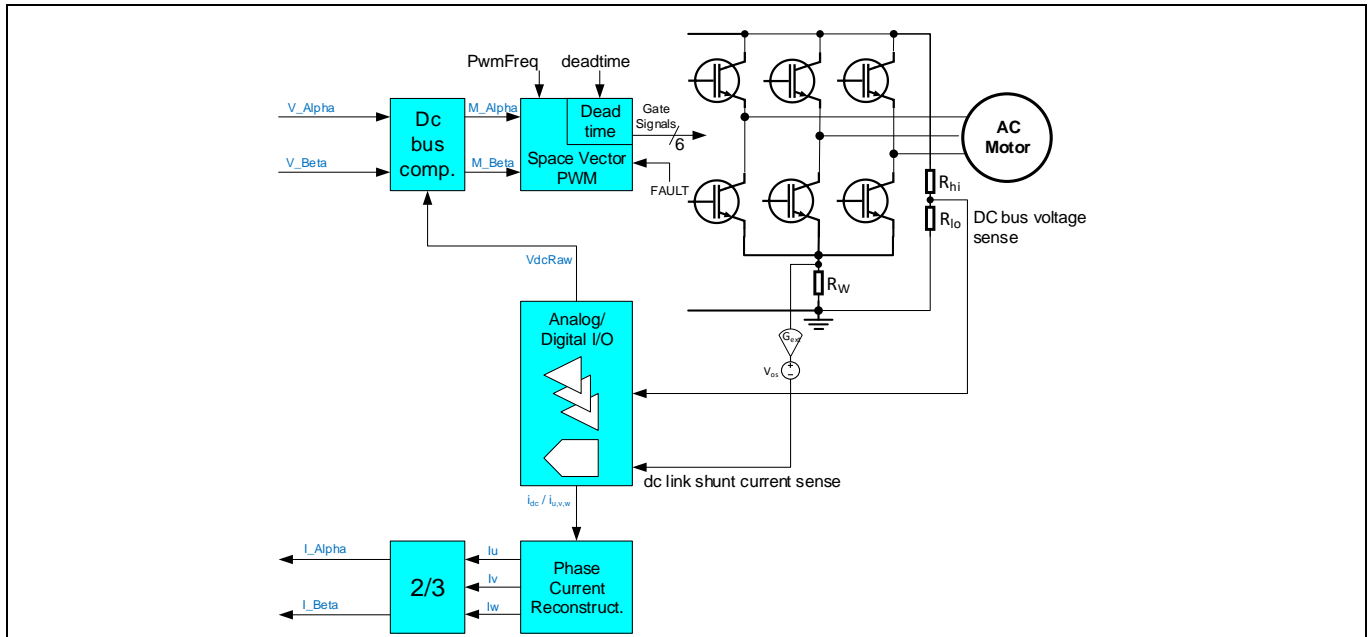 PwmFreq
deadtime
V_Alpha
V_Beta
Dc
bus
comp.
M_Alpha
M_Beta
Dead
time
Space Vector
PWM
Gate
Signals
6
FAULT
AC
Motor
Rhi
Rlo
DC bus voltage
sense
RW
VdcRaw
Analog/
Digital I/O
Gext
Vos
+
−
dc link shunt current sense
idc / iu,v,w
I_Alpha
I_Beta
2/3
Iu
Iv
Iw
Phase
Current
Reconstruct.